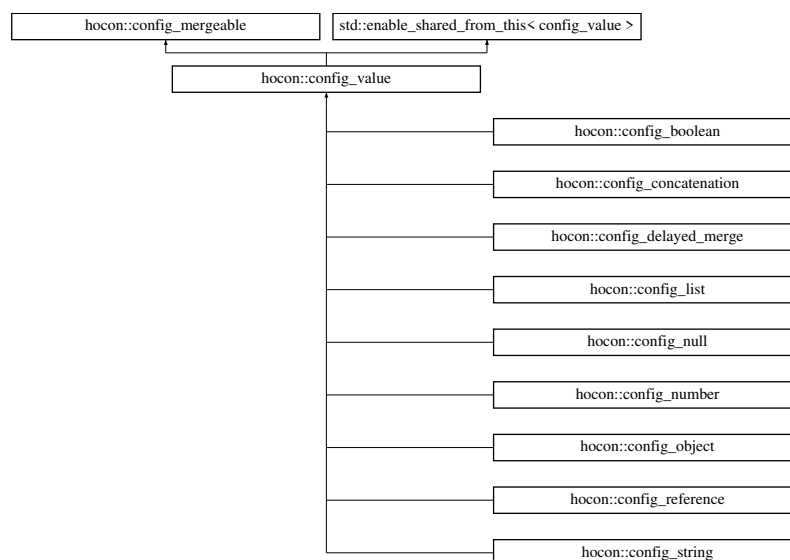 hocon::config_mergeable
std::enable_shared_from_this< config_value >
hocon::config_value
hocon::config_boolean
hocon::config_concatenation
hocon::config_delayed_merge
hocon::config_list
hocon::config_null
hocon::config_number
hocon::config_object
hocon::config_reference
hocon::config_string